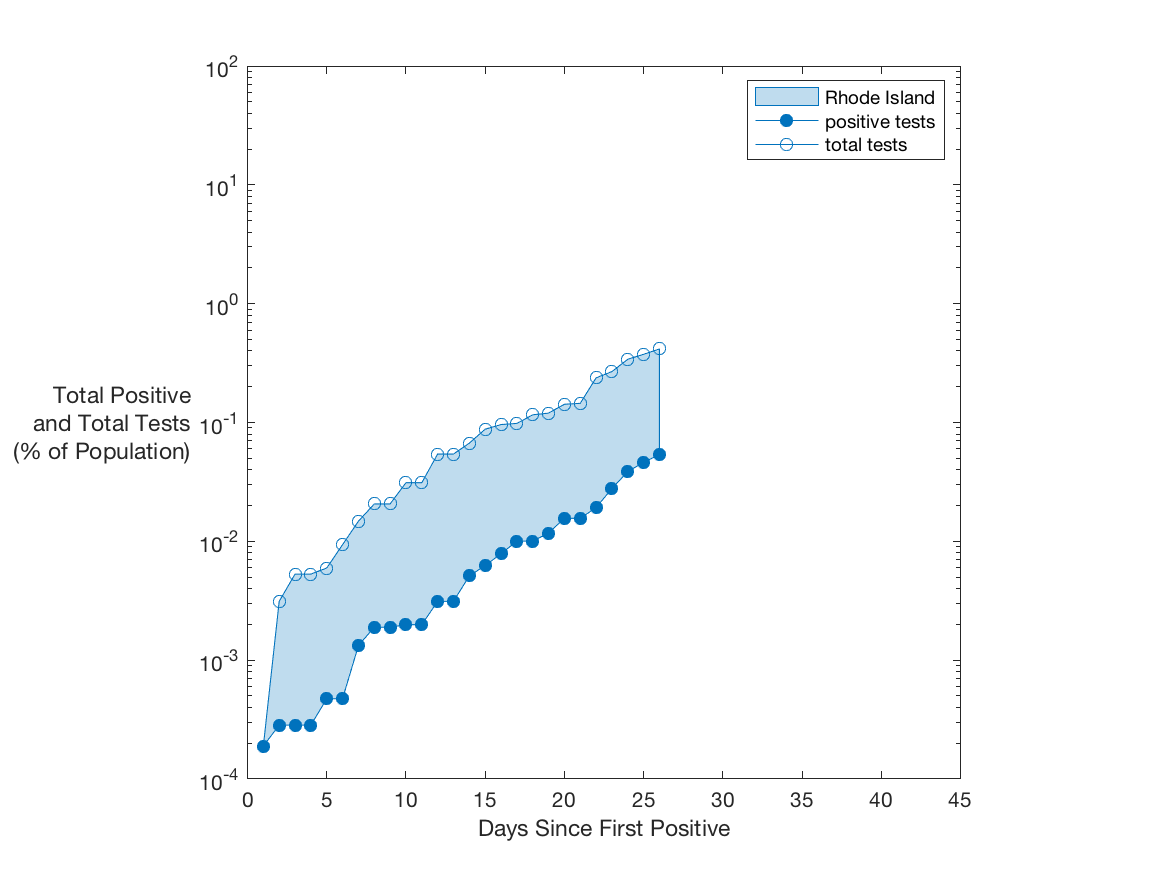 10^2
10^1
10^0
10^-1
10^-2
10^-3
10^-4
Total Positive
and Total Tests
(% of Population)
Rhode Island
positive tests
total tests
0 5 10 15 20 25 30 35 40 45
Days Since First Positive